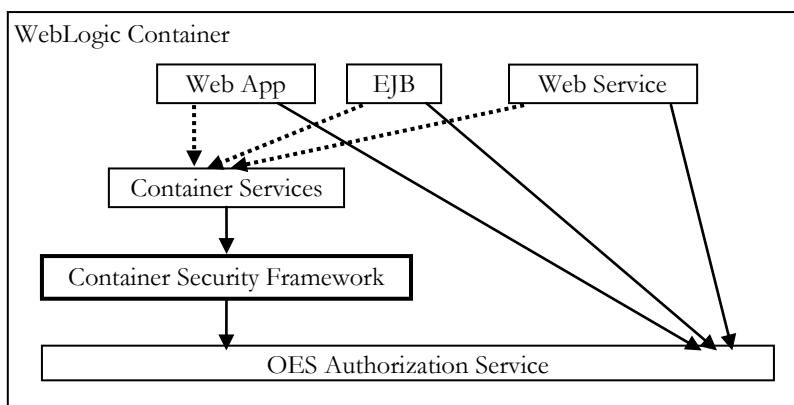 WebLogic Container
Web App
EJB
Web Service
Container Services
Container Security Framework
OES Authorization Service